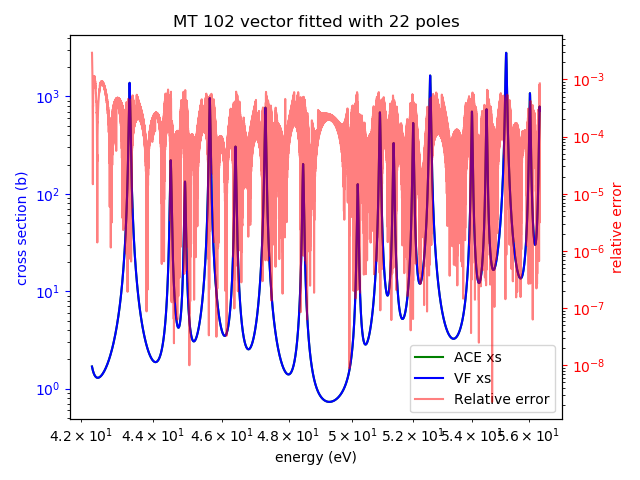 MT 102 vector fitted with 22 poles
cross section (b)
10³
10²
10¹
10⁰
10⁻³
10⁻⁴
10⁻⁵
10⁻⁶
10⁻⁷
10⁻⁸
relative error
ACE xs
VF xs
Relative error
4.2 × 10¹ 4.4 × 10¹ 4.6 × 10¹ 4.8 × 10¹ 5 × 10¹ 5.2 × 10¹ 5.4 × 10¹ 5.6 × 10¹
energy (eV)